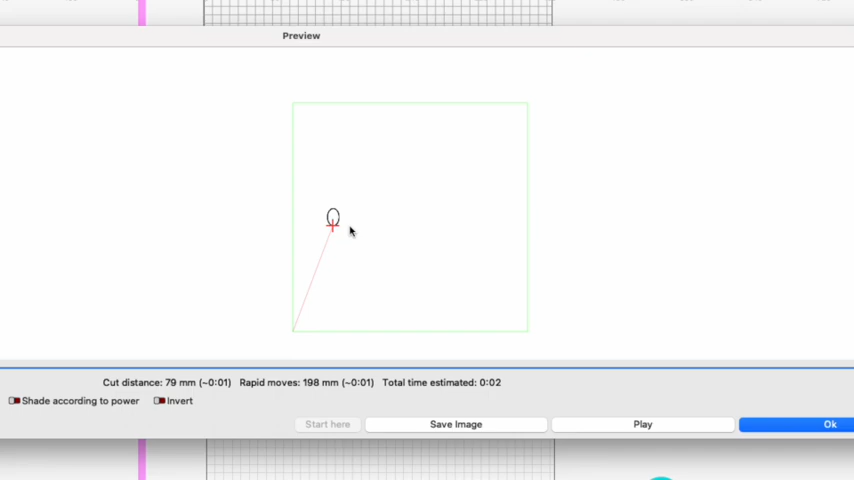 Preview
Cut distance: 79 mm (~0:01) Rapid moves: 198 mm (~0:01) Total time estimated: 0:02
Shade according to power Invert
Start here Save Image Play Ok